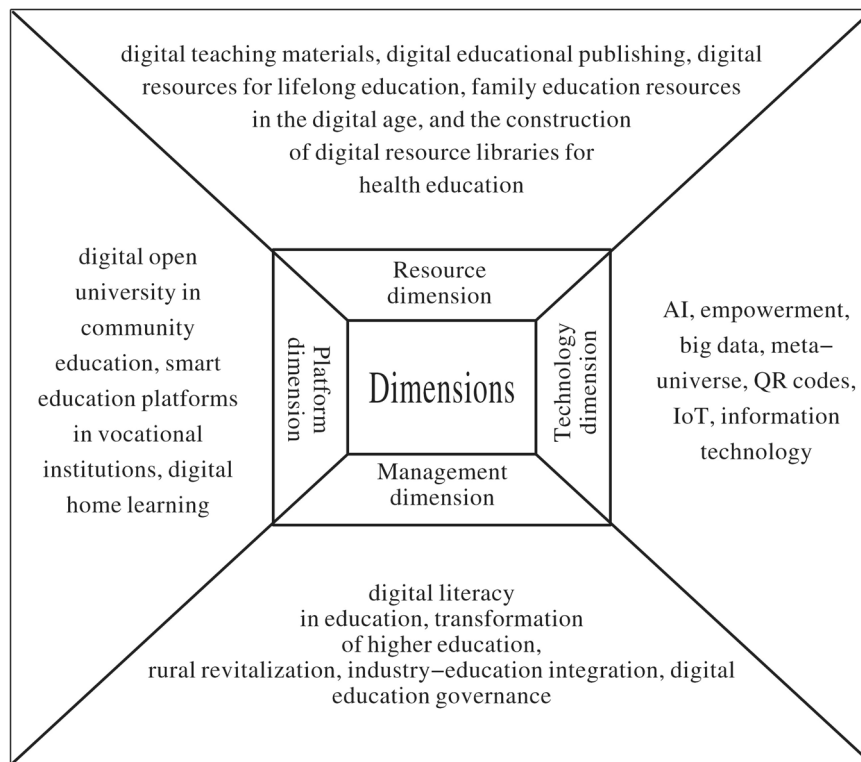 digital teaching materials, digital educational publishing, digital
resources for lifelong education, family education resources
in the digital age, and the construction
of digital resource libraries for
health education
digital open
university in
community
education, smart
education platforms
in vocational
institutions, digital
home learning
Resource
dimension
Platform
dimension
Dimensions
Technology
dimension
Management
dimension
AI, empowerment,
big data, meta−
universe, QR codes,
IoT, information
technology
digital literacy
in education, transformation
of higher education,
rural revitalization, industry−education integration, digital
education governance